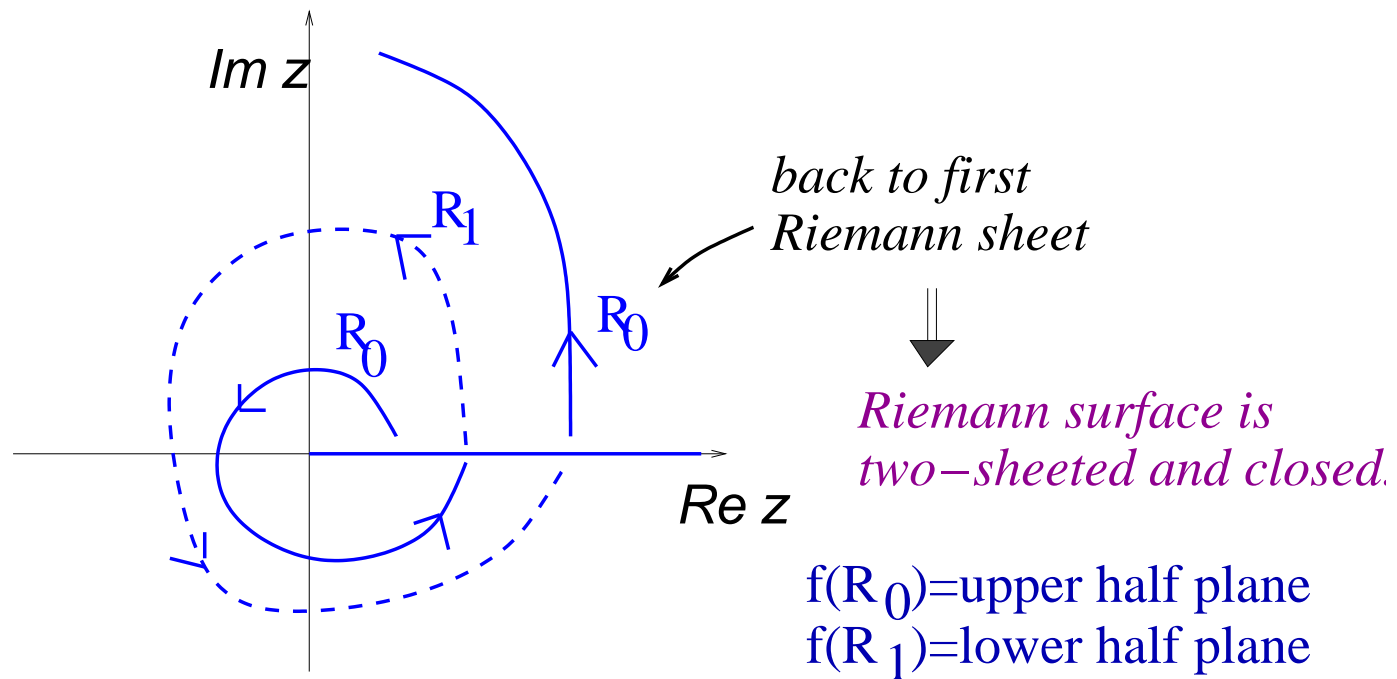 Im z
back to first
Riemann sheet
R1
R0
R0
Riemann surface is
two−sheeted and closed.
Re z
f(R0)=upper half plane
f(R1)=lower half plane